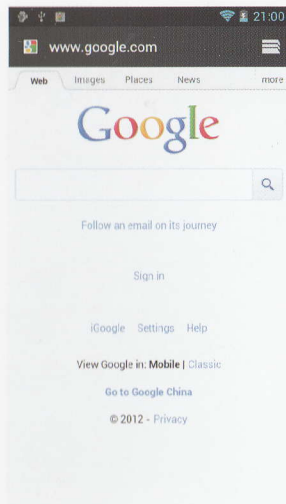 21:00
www.google.com
Web Images Places News more
Google
Follow an email on its journey
Sign in
iGoogle Settings Help
View Google in: Mobile | Classic
Go to Google China
© 2012 - Privacy